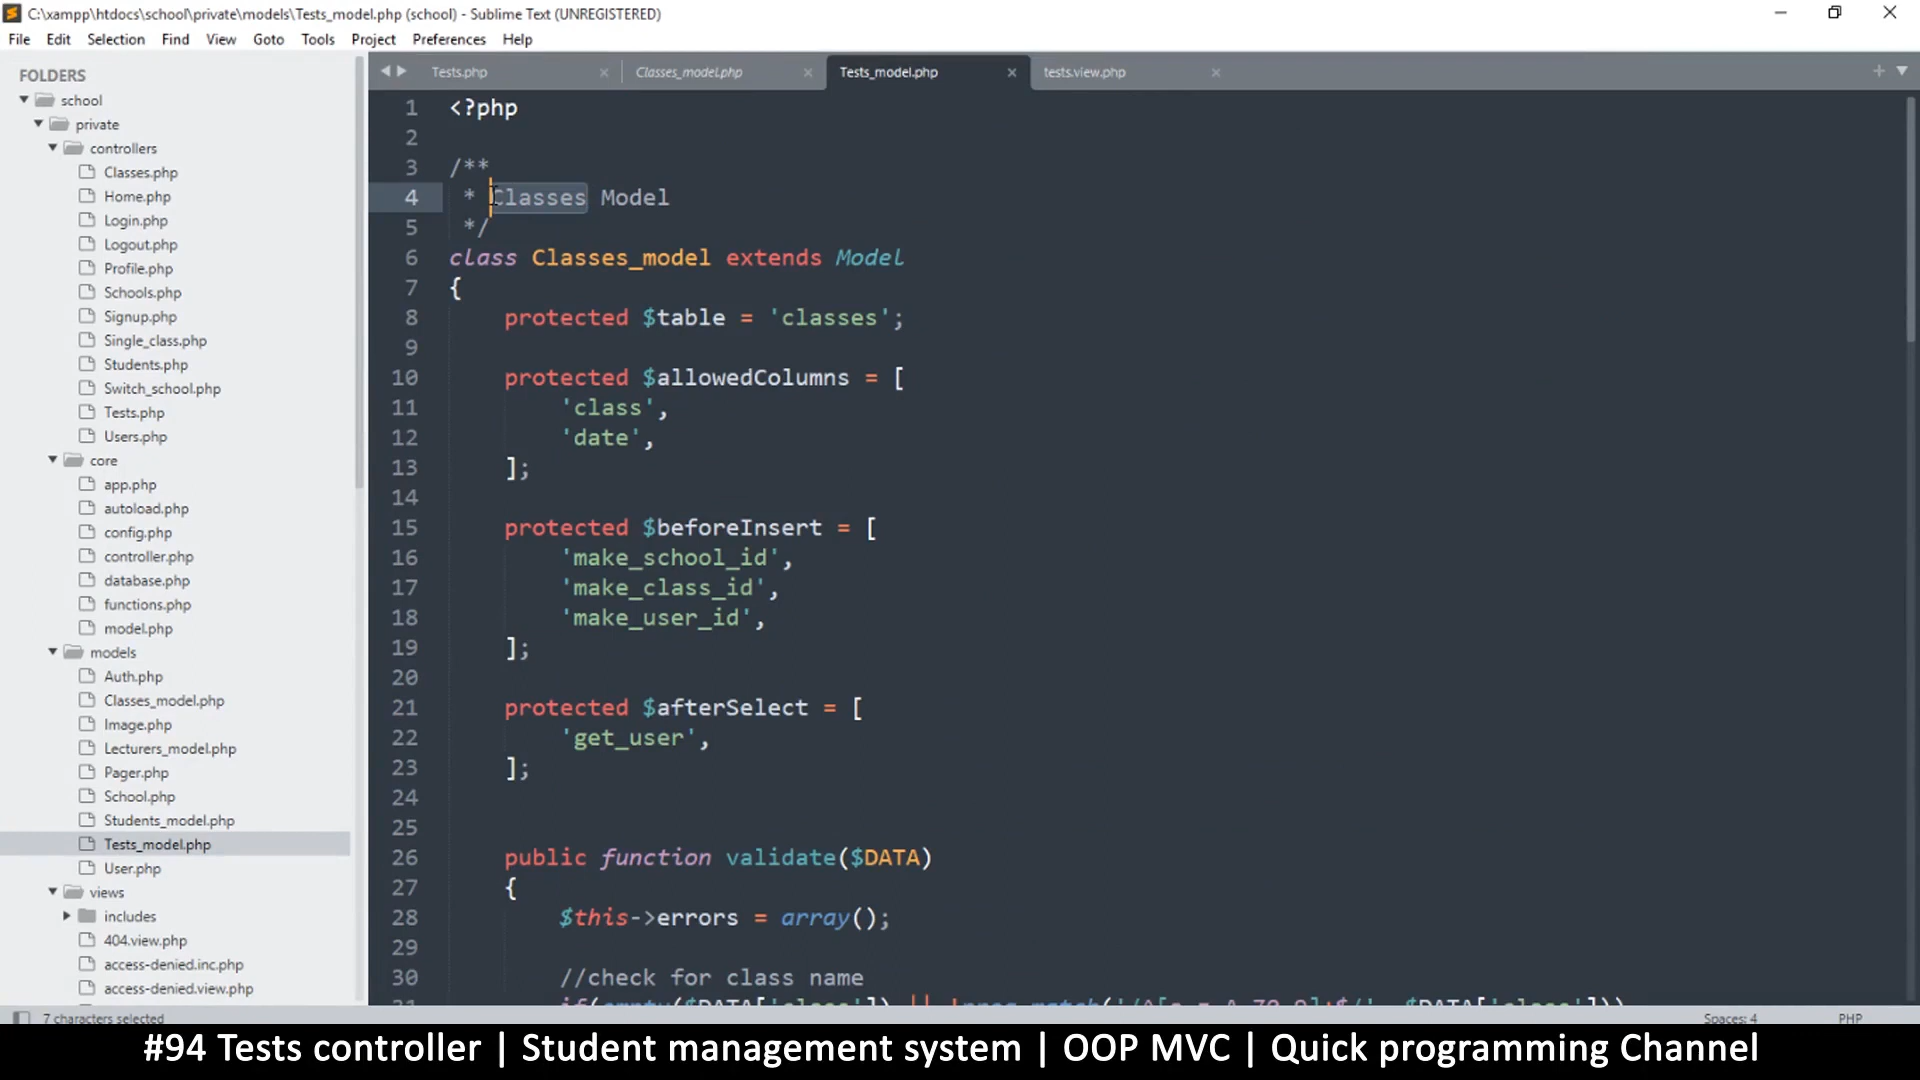 C:\xampp\htdocs\school\private\models\Tests_model.php (school) - Sublime Text (UNREGISTERED)
File Edit Selection Find View Goto Tools Project Preferences Help
FOLDERS
school
private
controllers
Classes.php
Home.php
Login.php
Logout.php
Profile.php
Schools.php
Signup.php
Single_class.php
Students.php
Switch_school.php
Tests.php
Users.php
core
app.php
autoload.php
config.php
controller.php
database.php
functions.php
model.php
models
Auth.php
Classes_model.php
Image.php
Lecturers_model.php
Pager.php
School.php
Students_model.php
Tests_model.php
User.php
views
includes
404.view.php
access-denied.inc.php
access-denied.view.php
Tests.php Classes_model.php Tests_model.php tests.view.php
1 <?php
2
3 /**
4 * Classes Model
5 */
6 class Classes_model extends Model
7 {
8 protected $table = 'classes';
9
10 protected $allowedColumns = [
11 'class',
12 'date',
13 ];
14
15 protected $beforeInsert = [
16 'make_school_id',
17 'make_class_id',
18 'make_user_id',
19 ];
20
21 protected $afterSelect = [
22 'get_user',
23 ];
24
25
26 public function validate($DATA)
27 {
28 $this->errors = array();
29
30 //check for class name
7 characters selected Spaces: 4 PHP
#94 Tests controller | Student management system | OOP MVC | Quick programming Channel